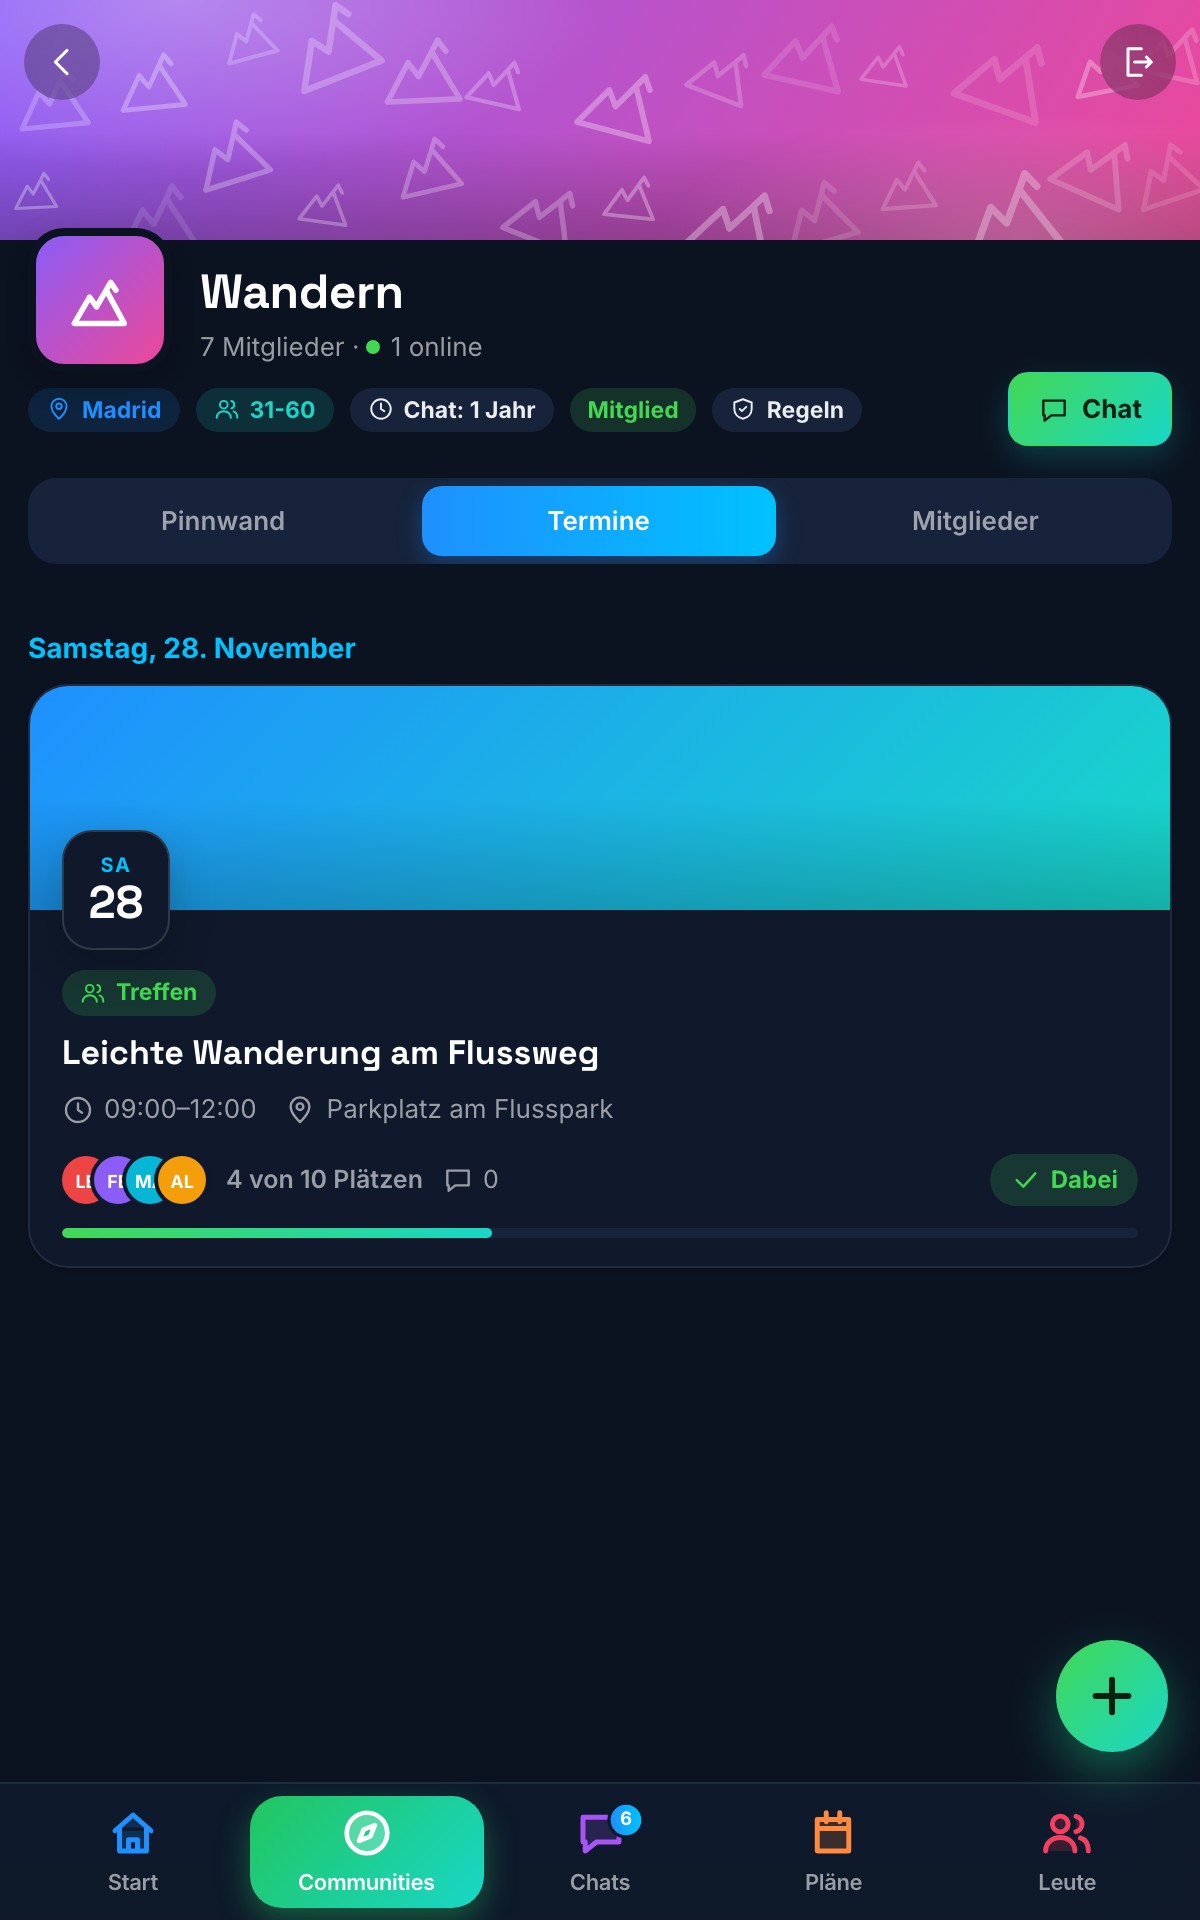 Wandern
7 Mitglieder · 1 online
Madrid
31-60
Chat: 1 Jahr
Mitglied
Regeln
Chat
Pinnwand
Termine
Mitglieder
Samstag, 28. November
SA
28
Treffen
Leichte Wanderung am Flussweg
09:00–12:00
Parkplatz am Flusspark
AL
4 von 10 Plätzen
0
Dabei
6
Start
Communities
Chats
Pläne
Leute